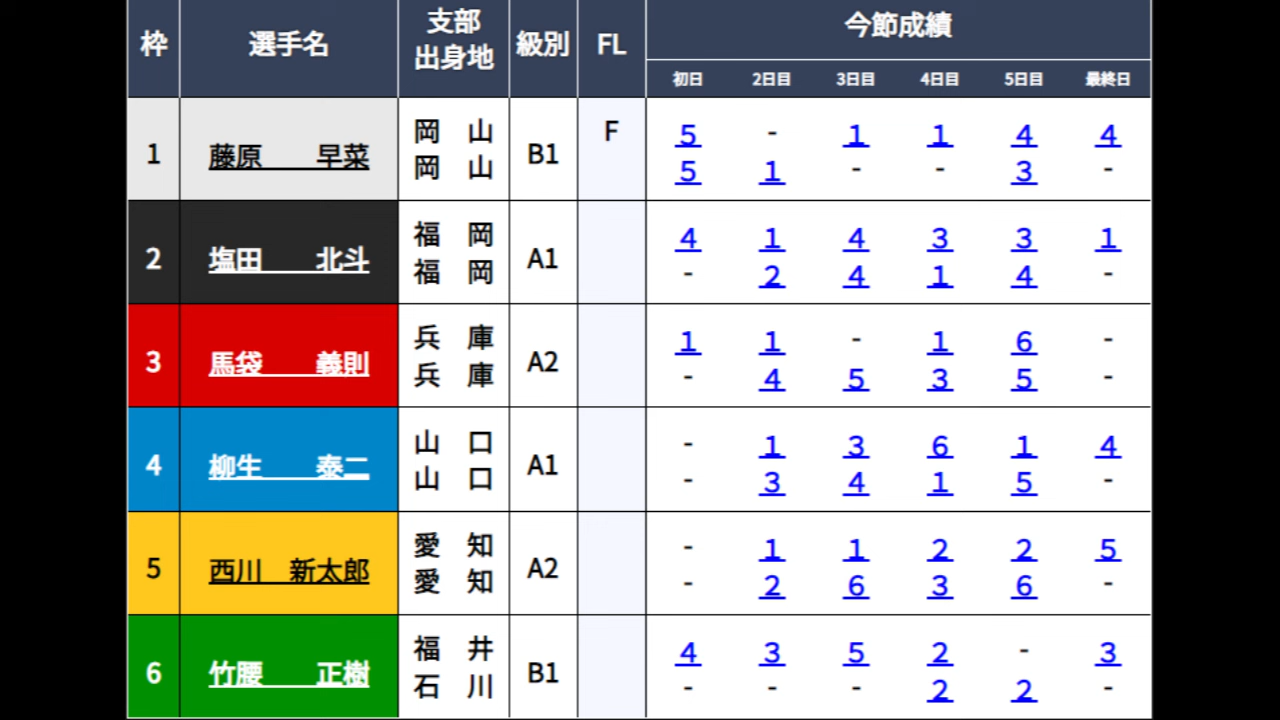 枠 選手名 支部 出身地 級別 FL 今節成績
初日 2日目 3日目 4日目 5日目 最終日
1 藤原 早菜 岡 山 B1 F 5 - 1 1 4 4
岡 山 5 1 - - 3 -
2 塩田 北斗 福 岡 A1 4 1 4 3 3 1
福 岡 - 2 4 1 4 -
3 馬袋 義則 兵 庫 A2 1 1 - 1 6 -
兵 庫 - 4 5 3 5 -
4 柳生 泰二 山 口 A1 - 1 3 6 1 4
山 口 - 3 4 1 5 -
5 西川 新太郎 愛 知 A2 - 1 1 2 2 5
愛 知 - 2 6 3 6 -
6 竹腰 正樹 福 井 B1 4 3 5 2 - 3
石 川 - - - 2 2 -